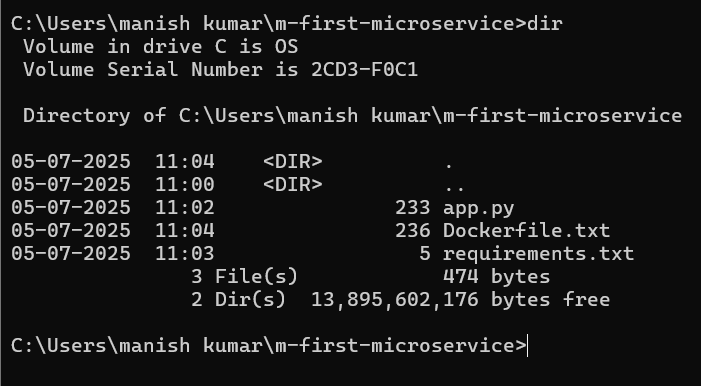 C:\Users\manish kumar\m-first-microservice>dir
 Volume in drive C is OS
 Volume Serial Number is 2CD3-F0C1

 Directory of C:\Users\manish kumar\m-first-microservice

05-07-2025  11:04    <DIR>          .
05-07-2025  11:00    <DIR>          ..
05-07-2025  11:02               233 app.py
05-07-2025  11:04               236 Dockerfile.txt
05-07-2025  11:03                 5 requirements.txt
               3 File(s)            474 bytes
               2 Dir(s)  13,895,602,176 bytes free

C:\Users\manish kumar\m-first-microservice>